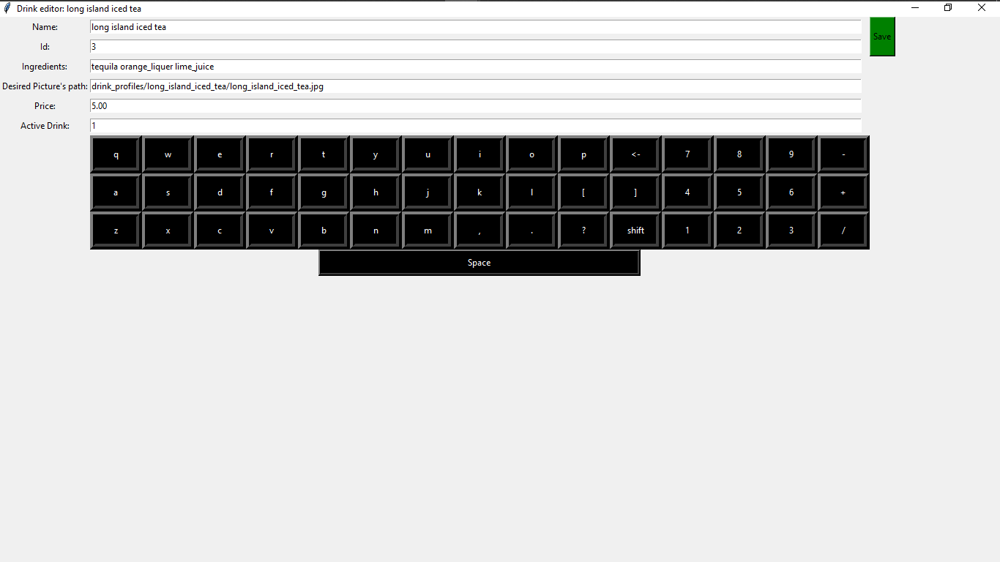 Drink editor: long island iced tea
Name: long island iced tea
Save
Id: 3
Ingredients: tequila orange_liquer lime_juice
Desired Picture's path: drink_profiles/long_island_iced_tea/long_island_iced_tea.jpg
Price: 5.00
Active Drink: 1
q w e r t y u i o p <- 7 8 9 -
a s d f g h j k l [ ] 4 5 6 +
z x c v b n m , . ? shift 1 2 3 /
Space